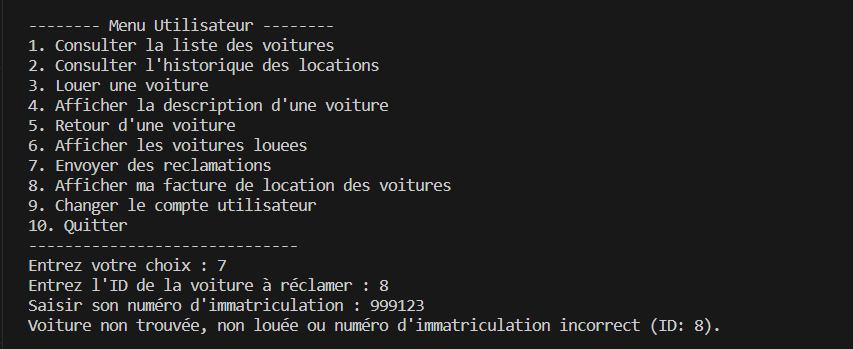 -------- Menu Utilisateur --------
1. Consulter la liste des voitures
2. Consulter l'historique des locations
3. Louer une voiture
4. Afficher la description d'une voiture
5. Retour d'une voiture
6. Afficher les voitures louees
7. Envoyer des reclamations
8. Afficher ma facture de location des voitures
9. Changer le compte utilisateur
10. Quitter
------------------------------
Entrez votre choix : 7
Entrez l'ID de la voiture à réclamer : 8
Saisir son numéro d'immatriculation : 999123
Voiture non trouvée, non louée ou numéro d'immatriculation incorrect (ID: 8).